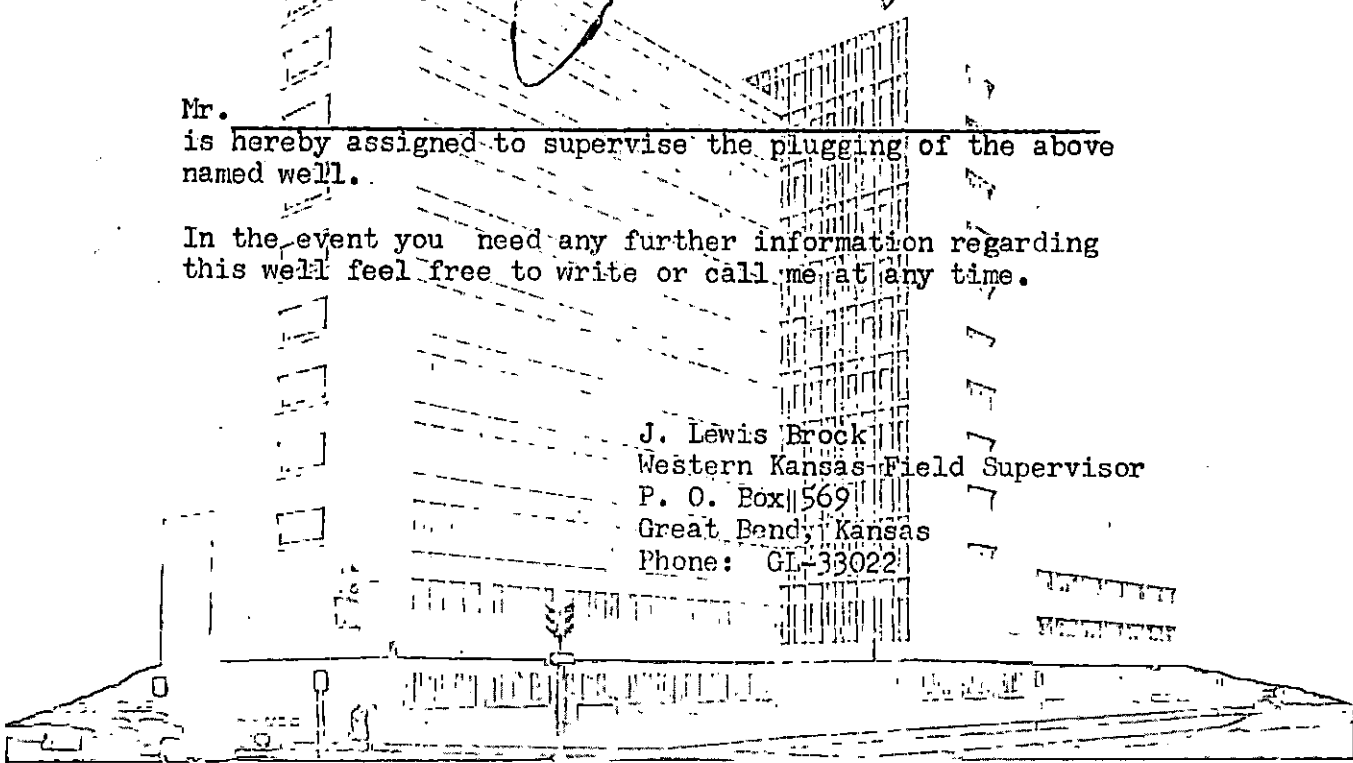 Mr.
is hereby assigned to supervise the plugging of the above
named well.
In the event you need any further information regarding
this well feel free to write or call me at any time.
J. Lewis Brock
Western Kansas Field Supervisor
P. O. Box 569
Great Bend, Kansas
Phone: GL-33022